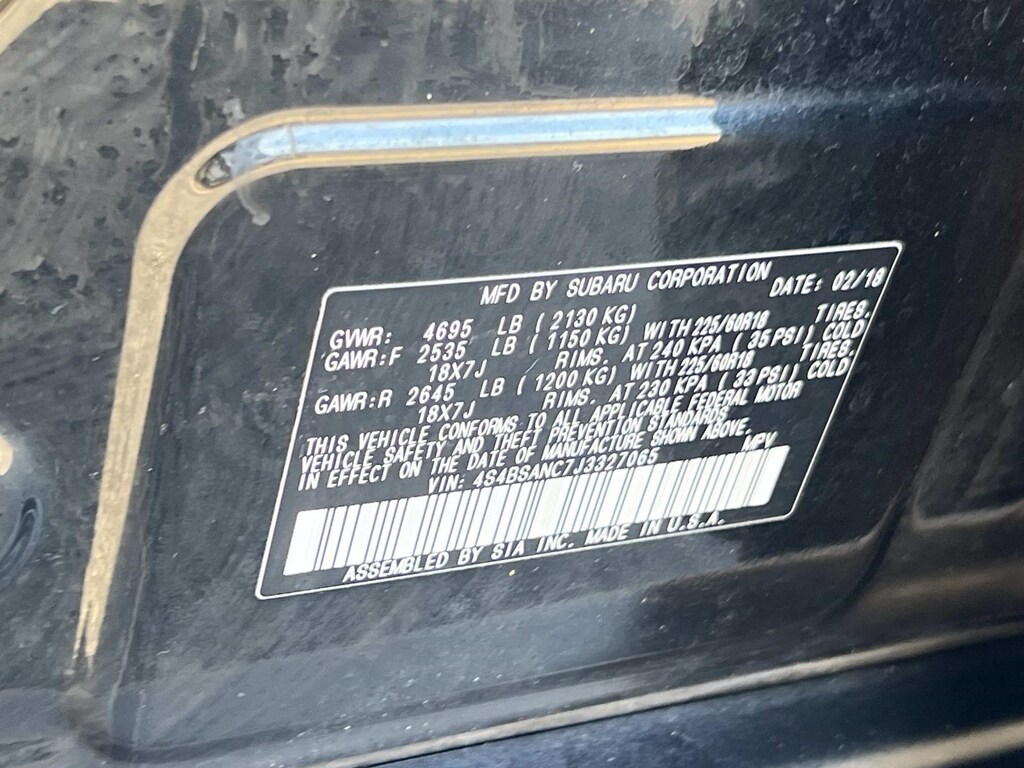 MFD BY SUBARU CORPORATION DATE: 02/18
GVWR: 4695 LB ( 2130 KG)
GAWR:F 2535 LB ( 1150 KG) WITH 225/60R18 TIRES.
18X7J RIMS. AT 240 KPA ( 35 PSI) COLD
GAWR:R 2645 LB ( 1200 KG) WITH 225/60R18 TIRES.
18X7J RIMS. AT 230 KPA ( 33 PSI) COLD
THIS VEHICLE CONFORMS TO ALL APPLICABLE FEDERAL MOTOR
VEHICLE SAFETY AND THEFT PREVENTION STANDARDS
IN EFFECT ON THE DATE OF MANUFACTURE SHOWN ABOVE.
VIN: 4S4BSANC7J3327065 MPV
ASSEMBLED BY SIA INC. MADE IN U.S.A.